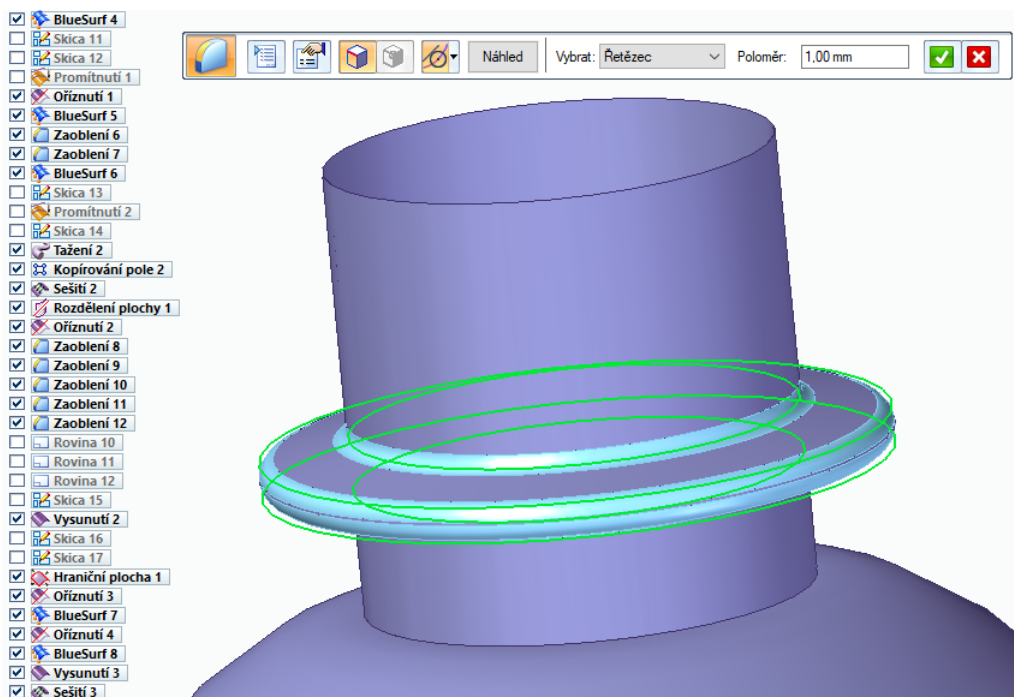 BlueSurf 4
Skica 11
Skica 12
Promítnutí 1
Oříznutí 1
BlueSurf 5
Zaoblení 6
Zaoblení 7
BlueSurf 6
Skica 13
Promítnutí 2
Skica 14
Tažení 2
Kopírování pole 2
Sešití 2
Rozdělení plochy 1
Oříznutí 2
Zaoblení 8
Zaoblení 9
Zaoblení 10
Zaoblení 11
Zaoblení 12
Rovina 10
Rovina 11
Rovina 12
Skica 15
Vysunutí 2
Skica 16
Skica 17
Hraniční plocha 1
Oříznutí 3
BlueSurf 7
Oříznutí 4
BlueSurf 8
Vysunutí 3
Sešití 3
Náhled Vybrat: Řetězec Poloměr: 1,00 mm